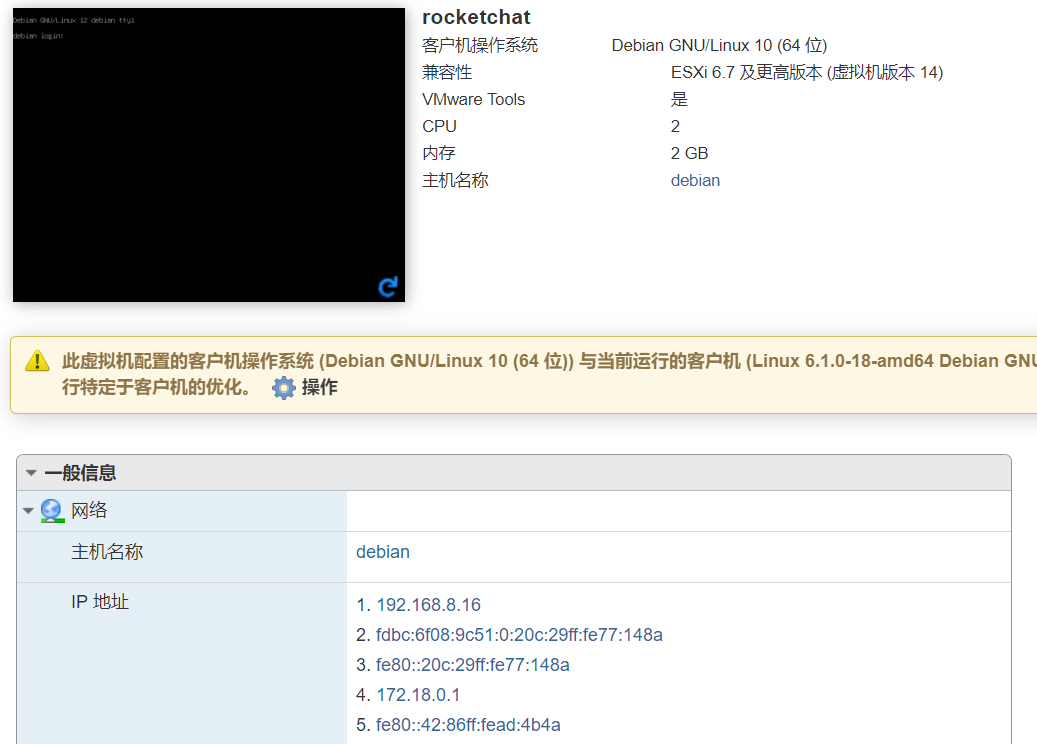 Debian GNU/Linux 12 debian tty1
debian login:
rocketchat
客户机操作系统 Debian GNU/Linux 10 (64 位)
兼容性 ESXi 6.7 及更高版本 (虚拟机版本 14)
VMware Tools 是
CPU 2
内存 2 GB
主机名称 debian
此虚拟机配置的客户机操作系统 (Debian GNU/Linux 10 (64 位)) 与当前运行的客户机 (Linux 6.1.0-18-amd64 Debian GNU
行特定于客户机的优化。 操作
一般信息
网络
主机名称 debian
IP 地址 1. 192.168.8.16
2. fdbc:6f08:9c51:0:20c:29ff:fe77:148a
3. fe80::20c:29ff:fe77:148a
4. 172.18.0.1
5. fe80::42:86ff:fead:4b4a